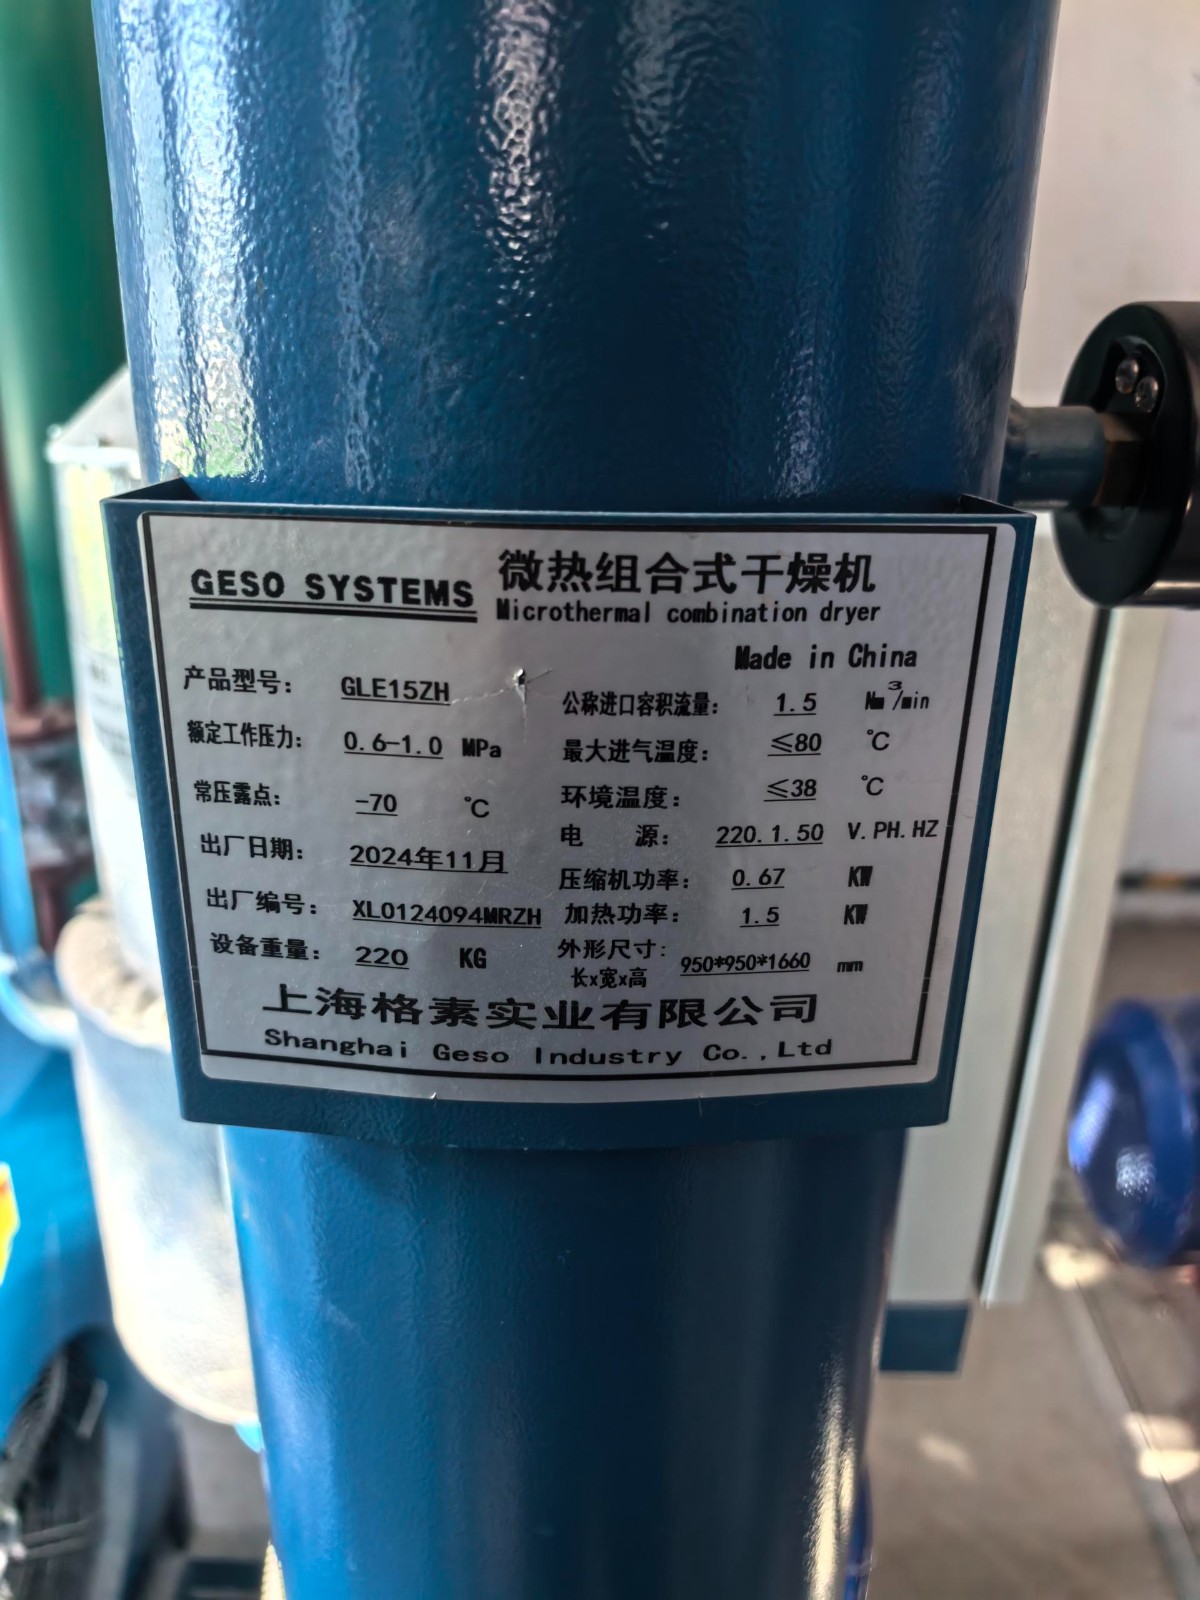 GESO SYSTEMS 微热组合式干燥机
Microthermal combination dryer
Made in China
产品型号： GLE15ZH
公称进口容积流量： 1.5 Nm³/min
额定工作压力： 0.6-1.0 MPa
最大进气温度： ≤80 ℃
常压露点： -70 ℃
环境温度： ≤38 ℃
出厂日期： 2024年11月
电 源： 220.1.50 V.PH.HZ
出厂编号： XL0124094MRZH
压缩机功率： 0.67 KW
设备重量： 220 KG
加热功率： 1.5 KW
外形尺寸：
长x宽x高 950*950*1660 mm
上海格素实业有限公司
Shanghai Geso Industry Co.,Ltd